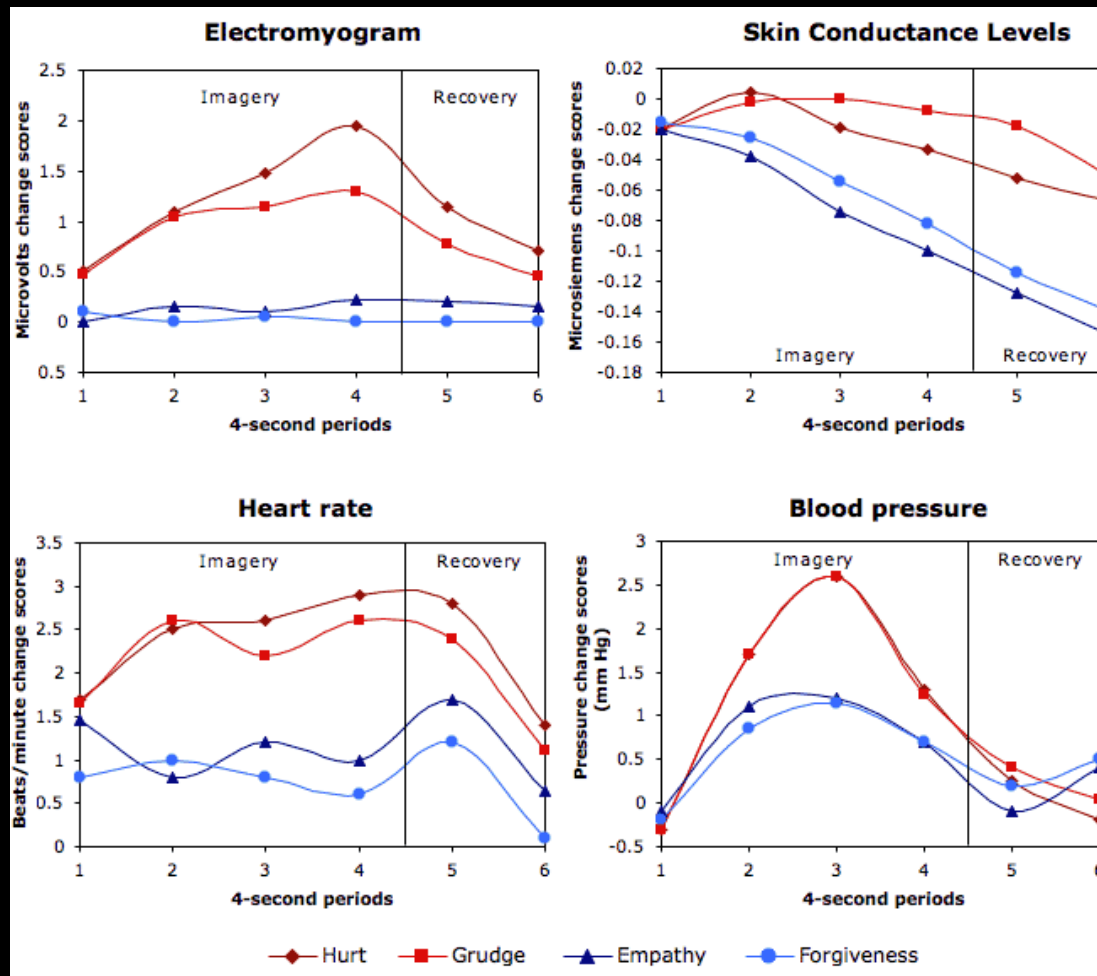 Electromyogram
Microvolts change scores
2.5
2
1.5
1
0.5
0
0.5
Imagery
Recovery
1 2 3 4 5 6
4-second periods
Skin Conductance Levels
Microsiemens change scores
0.02
0
-0.02
-0.04
-0.06
-0.08
-0.1
-0.12
-0.14
-0.16
-0.18
Imagery
Recovery
1 2 3 4 5
4-second periods
Heart rate
Beats/minute change scores
3.5
3
2.5
2
1.5
1
0.5
0
Imagery
Recovery
1 2 3 4 5 6
4-second periods
Blood pressure
Pressure change scores
(mm Hg)
3
2.5
2
1.5
1
0.5
0
-0.5
Imagery
Recovery
1 2 3 4 5 6
4-second periods
Hurt Grudge Empathy Forgiveness